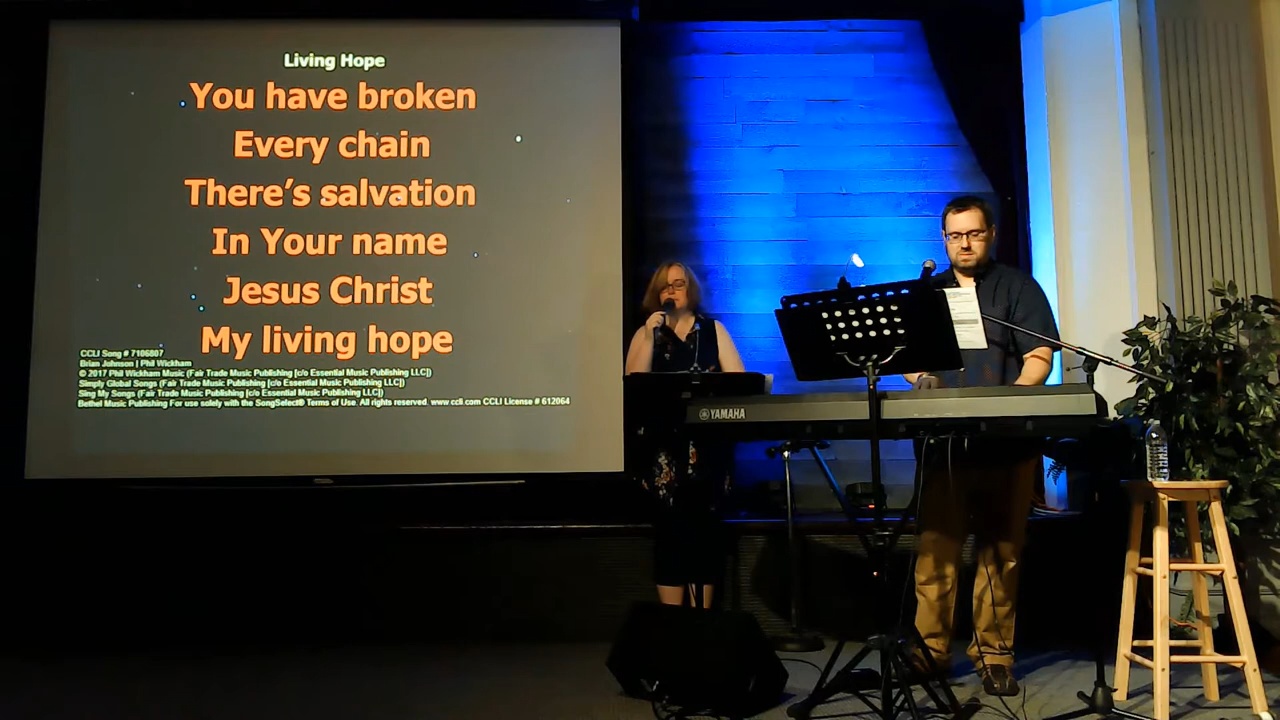 Living Hope
You have broken
Every chain
There's salvation
In Your name
Jesus Christ
My living hope
CCLI Song # 7106807
Brian Johnson | Phil Wickham
© 2017 Phil Wickham Music (Fair Trade Music Publishing [c/o Essential Music Publishing LLC])
Simply Global Songs (Fair Trade Music Publishing [c/o Essential Music Publishing LLC])
Sing My Songs (Fair Trade Music Publishing [c/o Essential Music Publishing LLC])
Bethel Music Publishing For use solely with the SongSelect® Terms of Use. All rights reserved. www.ccli.com CCLI License # 612064
YAMAHA